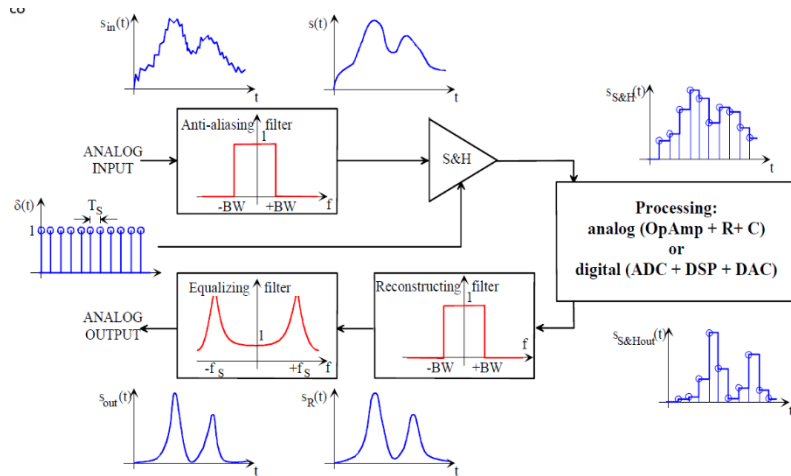 co
s_in(t)
t
s(t)
t
s_S&H(t)
t
Anti-aliasing filter
1
-BW +BW f
ANALOG
INPUT
S&H
δ(t)
T_S
1
t
Processing:
analog (OpAmp + R+ C)
or
digital (ADC + DSP + DAC)
Equalizing filter
1
-f_S +f_S f
Reconstructing filter
1
f
-BW +BW
ANALOG
OUTPUT
s_S&Hout(t)
t
s_out(t)
t
s_R(t)
t